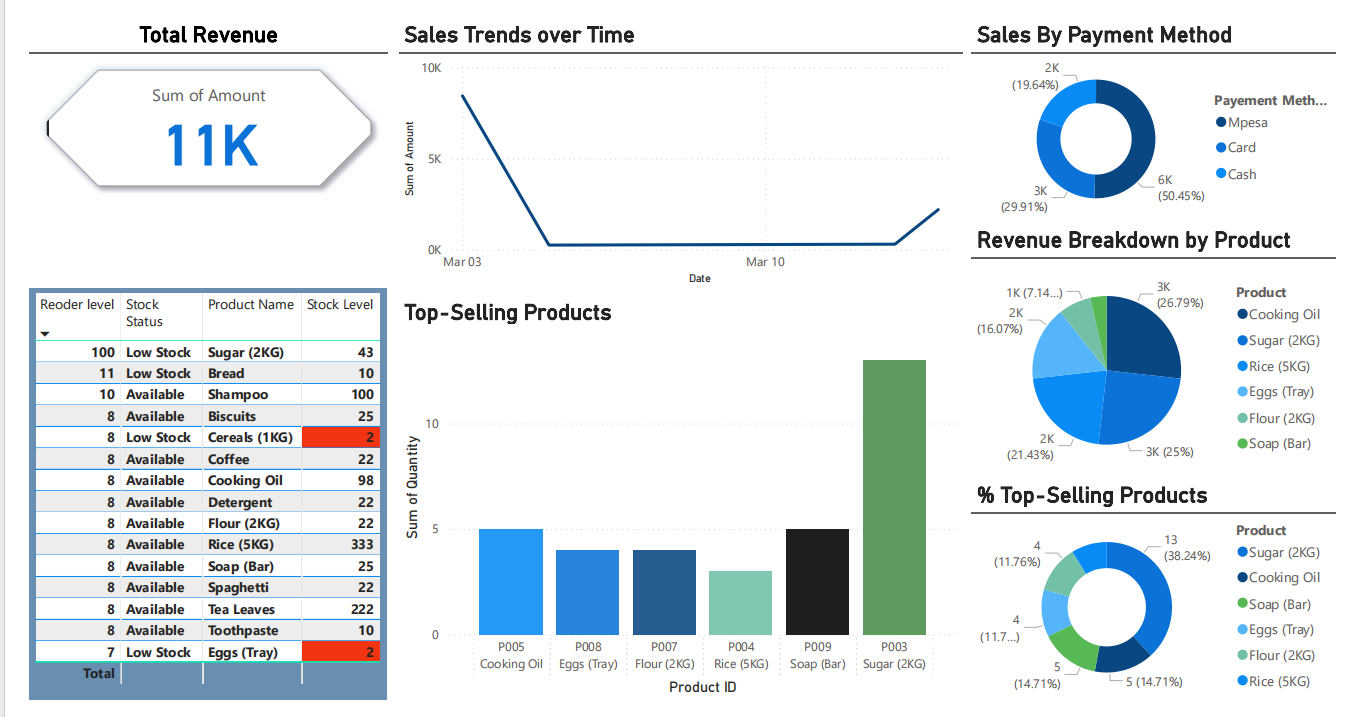 Total Revenue
Sum of Amount
11K
Sales Trends over Time
10K
5K
0K
Sum of Amount
Mar 03
Mar 10
Date
Sales By Payment Method
2K
(19.64%)
3K
(29.91%)
6K
(50.45%)
Payement Meth...
Mpesa
Card
Cash
Revenue Breakdown by Product
1K (7.14...)
2K
(16.07%)
2K
(21.43%)
3K
(26.79%)
3K (25%)
Product
Cooking Oil
Sugar (2KG)
Rice (5KG)
Eggs (Tray)
Flour (2KG)
Soap (Bar)
Reoder level Stock Status Product Name Stock Level
100 Low Stock Sugar (2KG) 43
11 Low Stock Bread 10
10 Available Shampoo 100
8 Available Biscuits 25
8 Low Stock Cereals (1KG) 2
8 Available Coffee 22
8 Available Cooking Oil 98
8 Available Detergent 22
8 Available Flour (2KG) 22
8 Available Rice (5KG) 333
8 Available Soap (Bar) 25
8 Available Spaghetti 22
8 Available Tea Leaves 222
8 Available Toothpaste 10
7 Low Stock Eggs (Tray) 2
Total
Top-Selling Products
10
5
0
Sum of Quantity
P005 P008 P007 P004 P009 P003
Cooking Oil Eggs (Tray) Flour (2KG) Rice (5KG) Soap (Bar) Sugar (2KG)
Product ID
% Top-Selling Products
4
(11.76%)
4
(11.7...)
5
(14.71%)
5 (14.71%)
13
(38.24%)
Product
Sugar (2KG)
Cooking Oil
Soap (Bar)
Eggs (Tray)
Flour (2KG)
Rice (5KG)